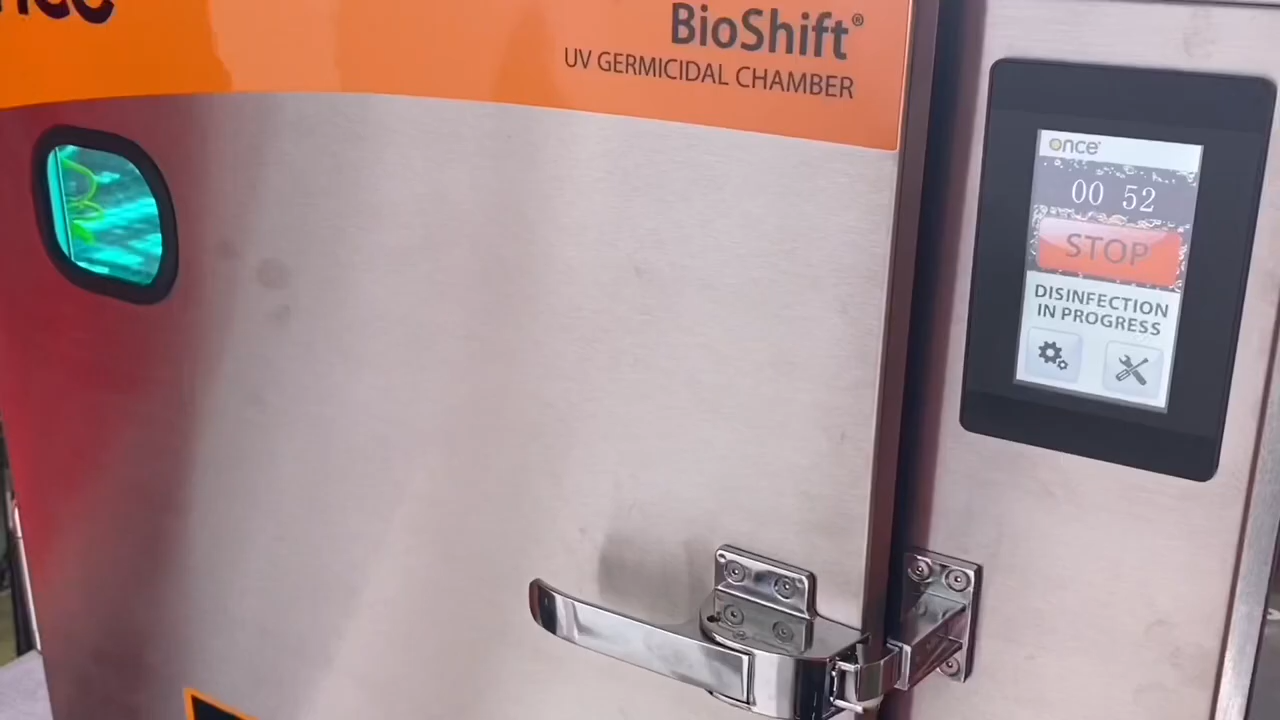 BioShift®
UV GERMICIDAL CHAMBER
once
00 52
STOP
DISINFECTION
IN PROGRESS